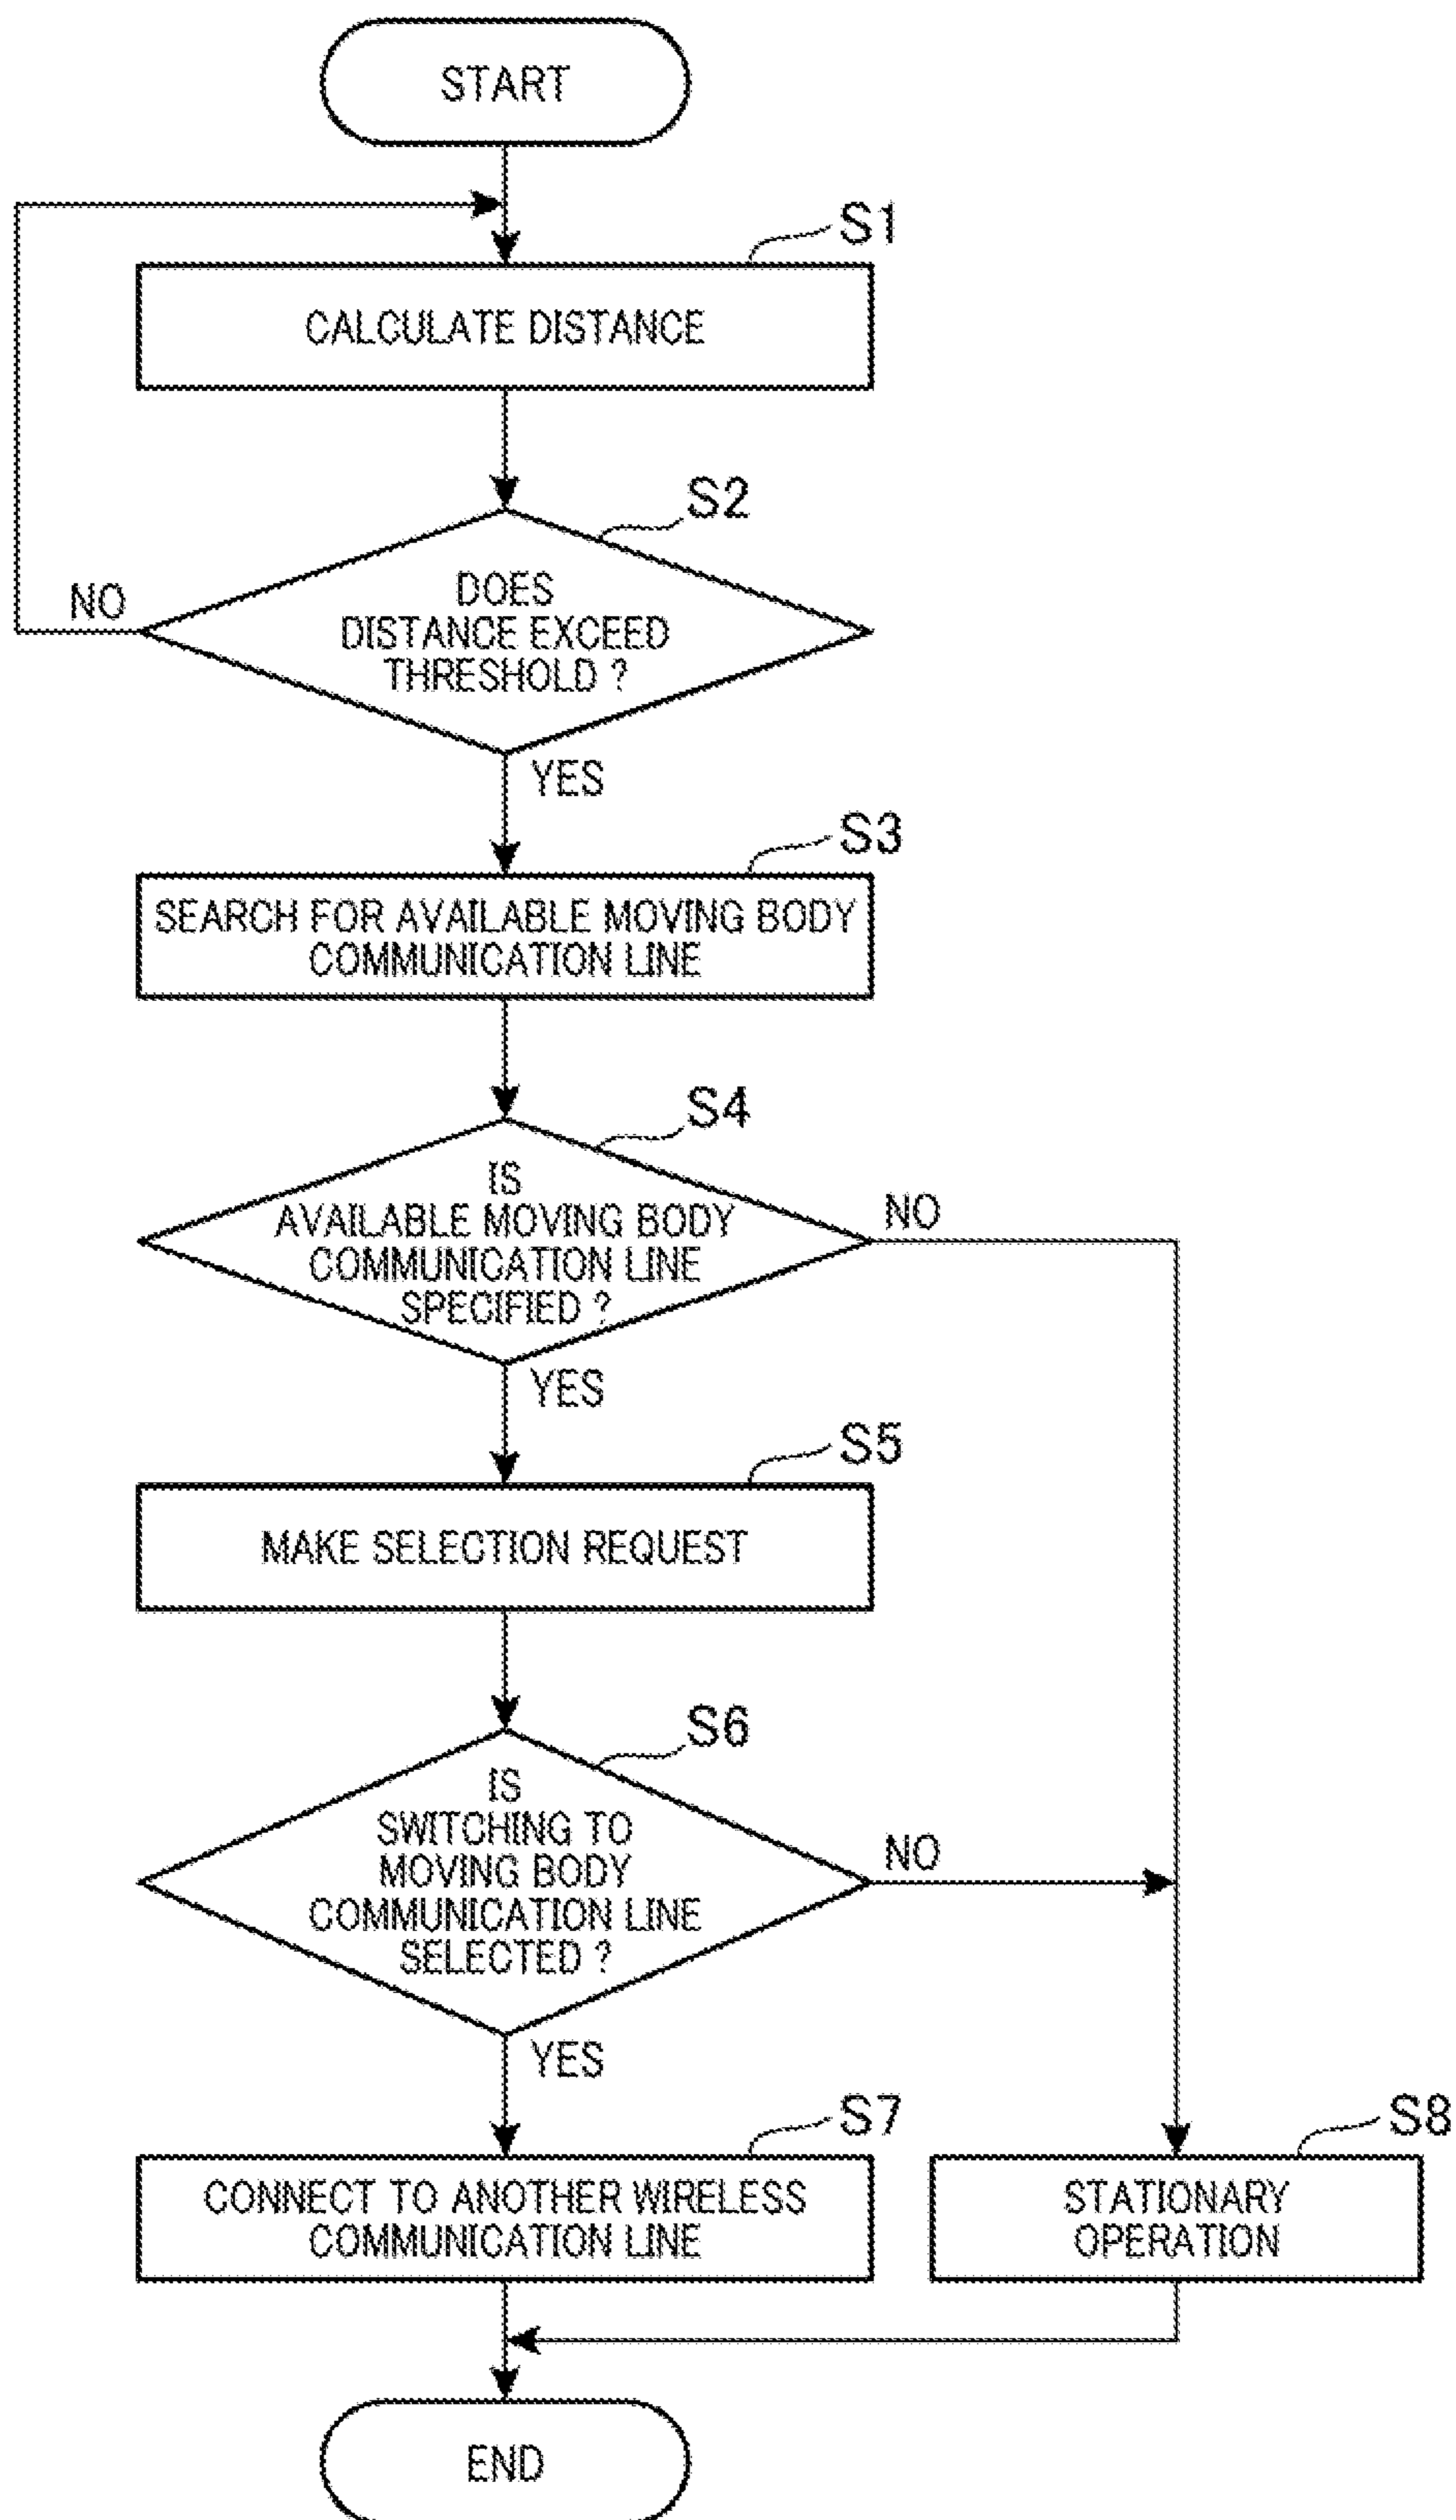 START
S1
CALCULATE DISTANCE
S2
DOES
DISTANCE EXCEED
THRESHOLD ?
NO
YES
S3
SEARCH FOR AVAILABLE MOVING BODY
COMMUNICATION LINE
S4
IS
AVAILABLE MOVING BODY
COMMUNICATION LINE
SPECIFIED ?
NO
YES
S5
MAKE SELECTION REQUEST
S6
IS
SWITCHING TO
MOVING BODY
COMMUNICATION LINE
SELECTED ?
NO
YES
S7
CONNECT TO ANOTHER WIRELESS
COMMUNICATION LINE
S8
STATIONARY
OPERATION
END